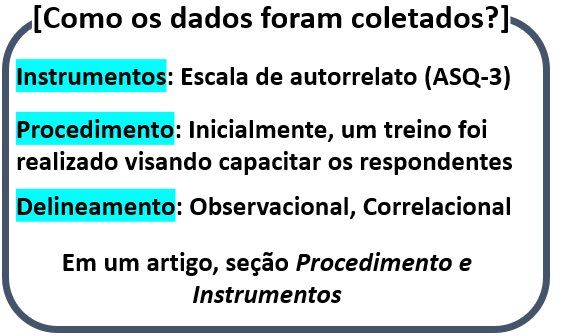 [Como os dados foram coletados?]
Instrumentos: Escala de autorrelato (ASQ-3)
Procedimento: Inicialmente, um treino foi
realizado visando capacitar os respondentes
Delineamento: Observacional, Correlacional
Em um artigo, seção Procedimento e
Instrumentos